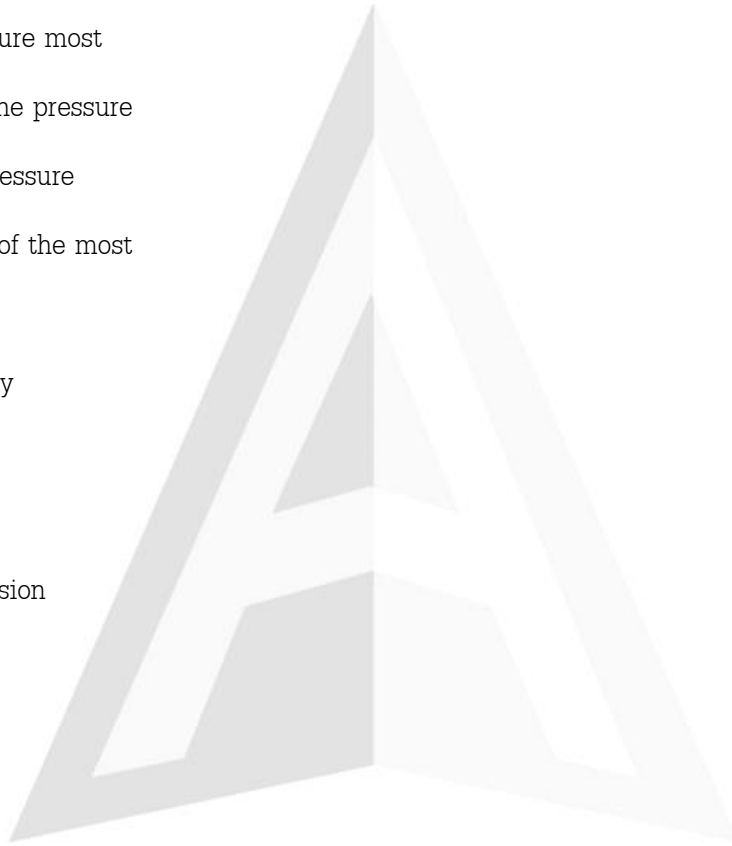 ure most
he pressure
essure
of the most
y
sion